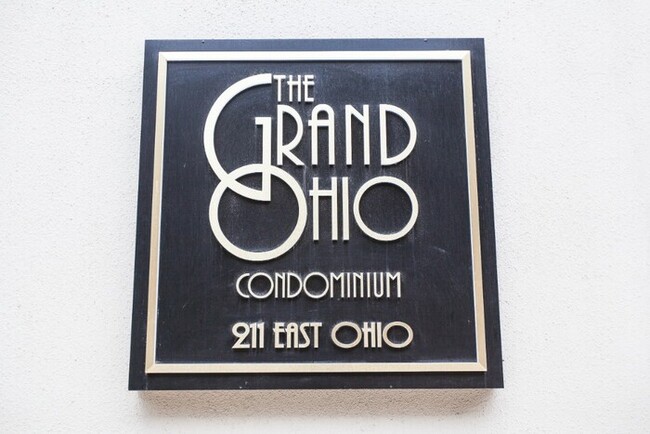 THE
GRAND
OHIO
CONDOMINIUM
211 EAST OHIO